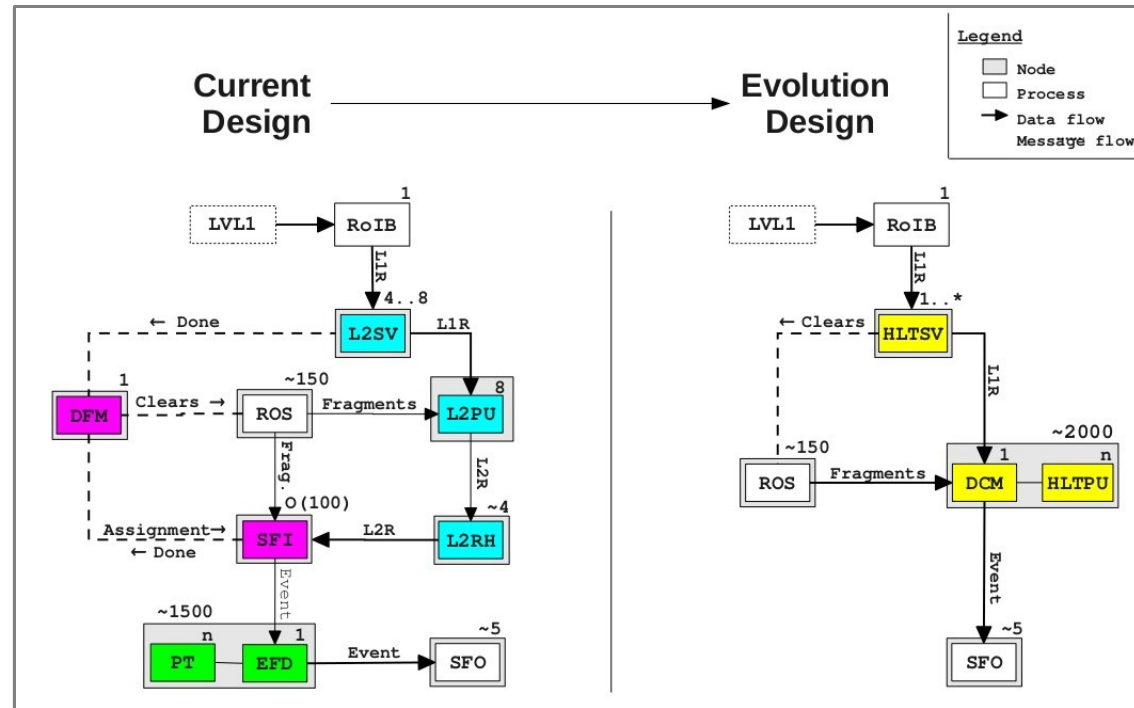 Legend
Node
Process
Data flow
Message flow
Current Design
Evolution Design
1
LVL1
RoIB
L1R
4..8
← Done
L2SV
L1R
1
~150
8
DFM
Clears →
ROS
Fragments
L2PU
Frag.
L2R
O(100)
~4
Assignment→
SFI
L2R
L2RH
← Done
Event
~1500
n
1
~5
PT
EFD
Event
SFO
1
LVL1
RoIB
L1R
1..*
← Clears
HLTSV
L1R
~2000
~150
1
n
ROS
Fragments
DCM
HLTPU
Event
~5
SFO